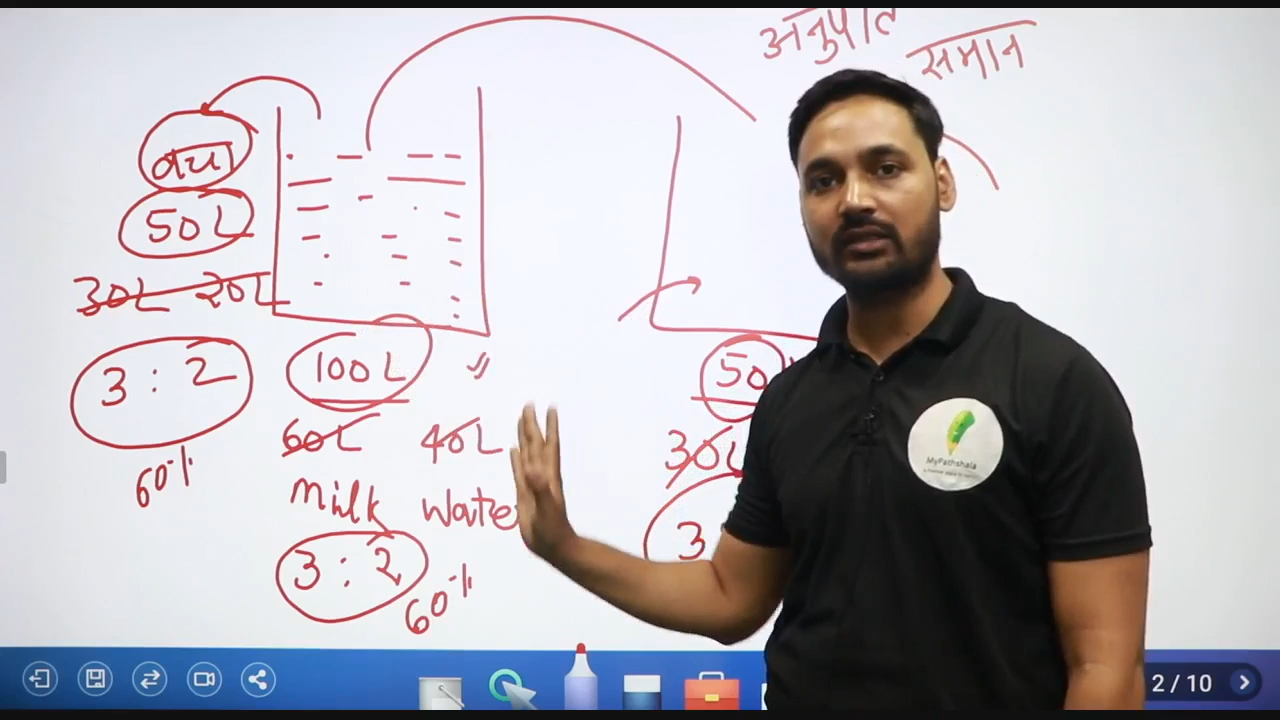 अनुपात
समान
बचा
50L
30L 20L
3 : 2
60%
100L
60L 40L
Milk Wate
3 : 2
60%
50
30L
3
MyPathshala
2 / 10